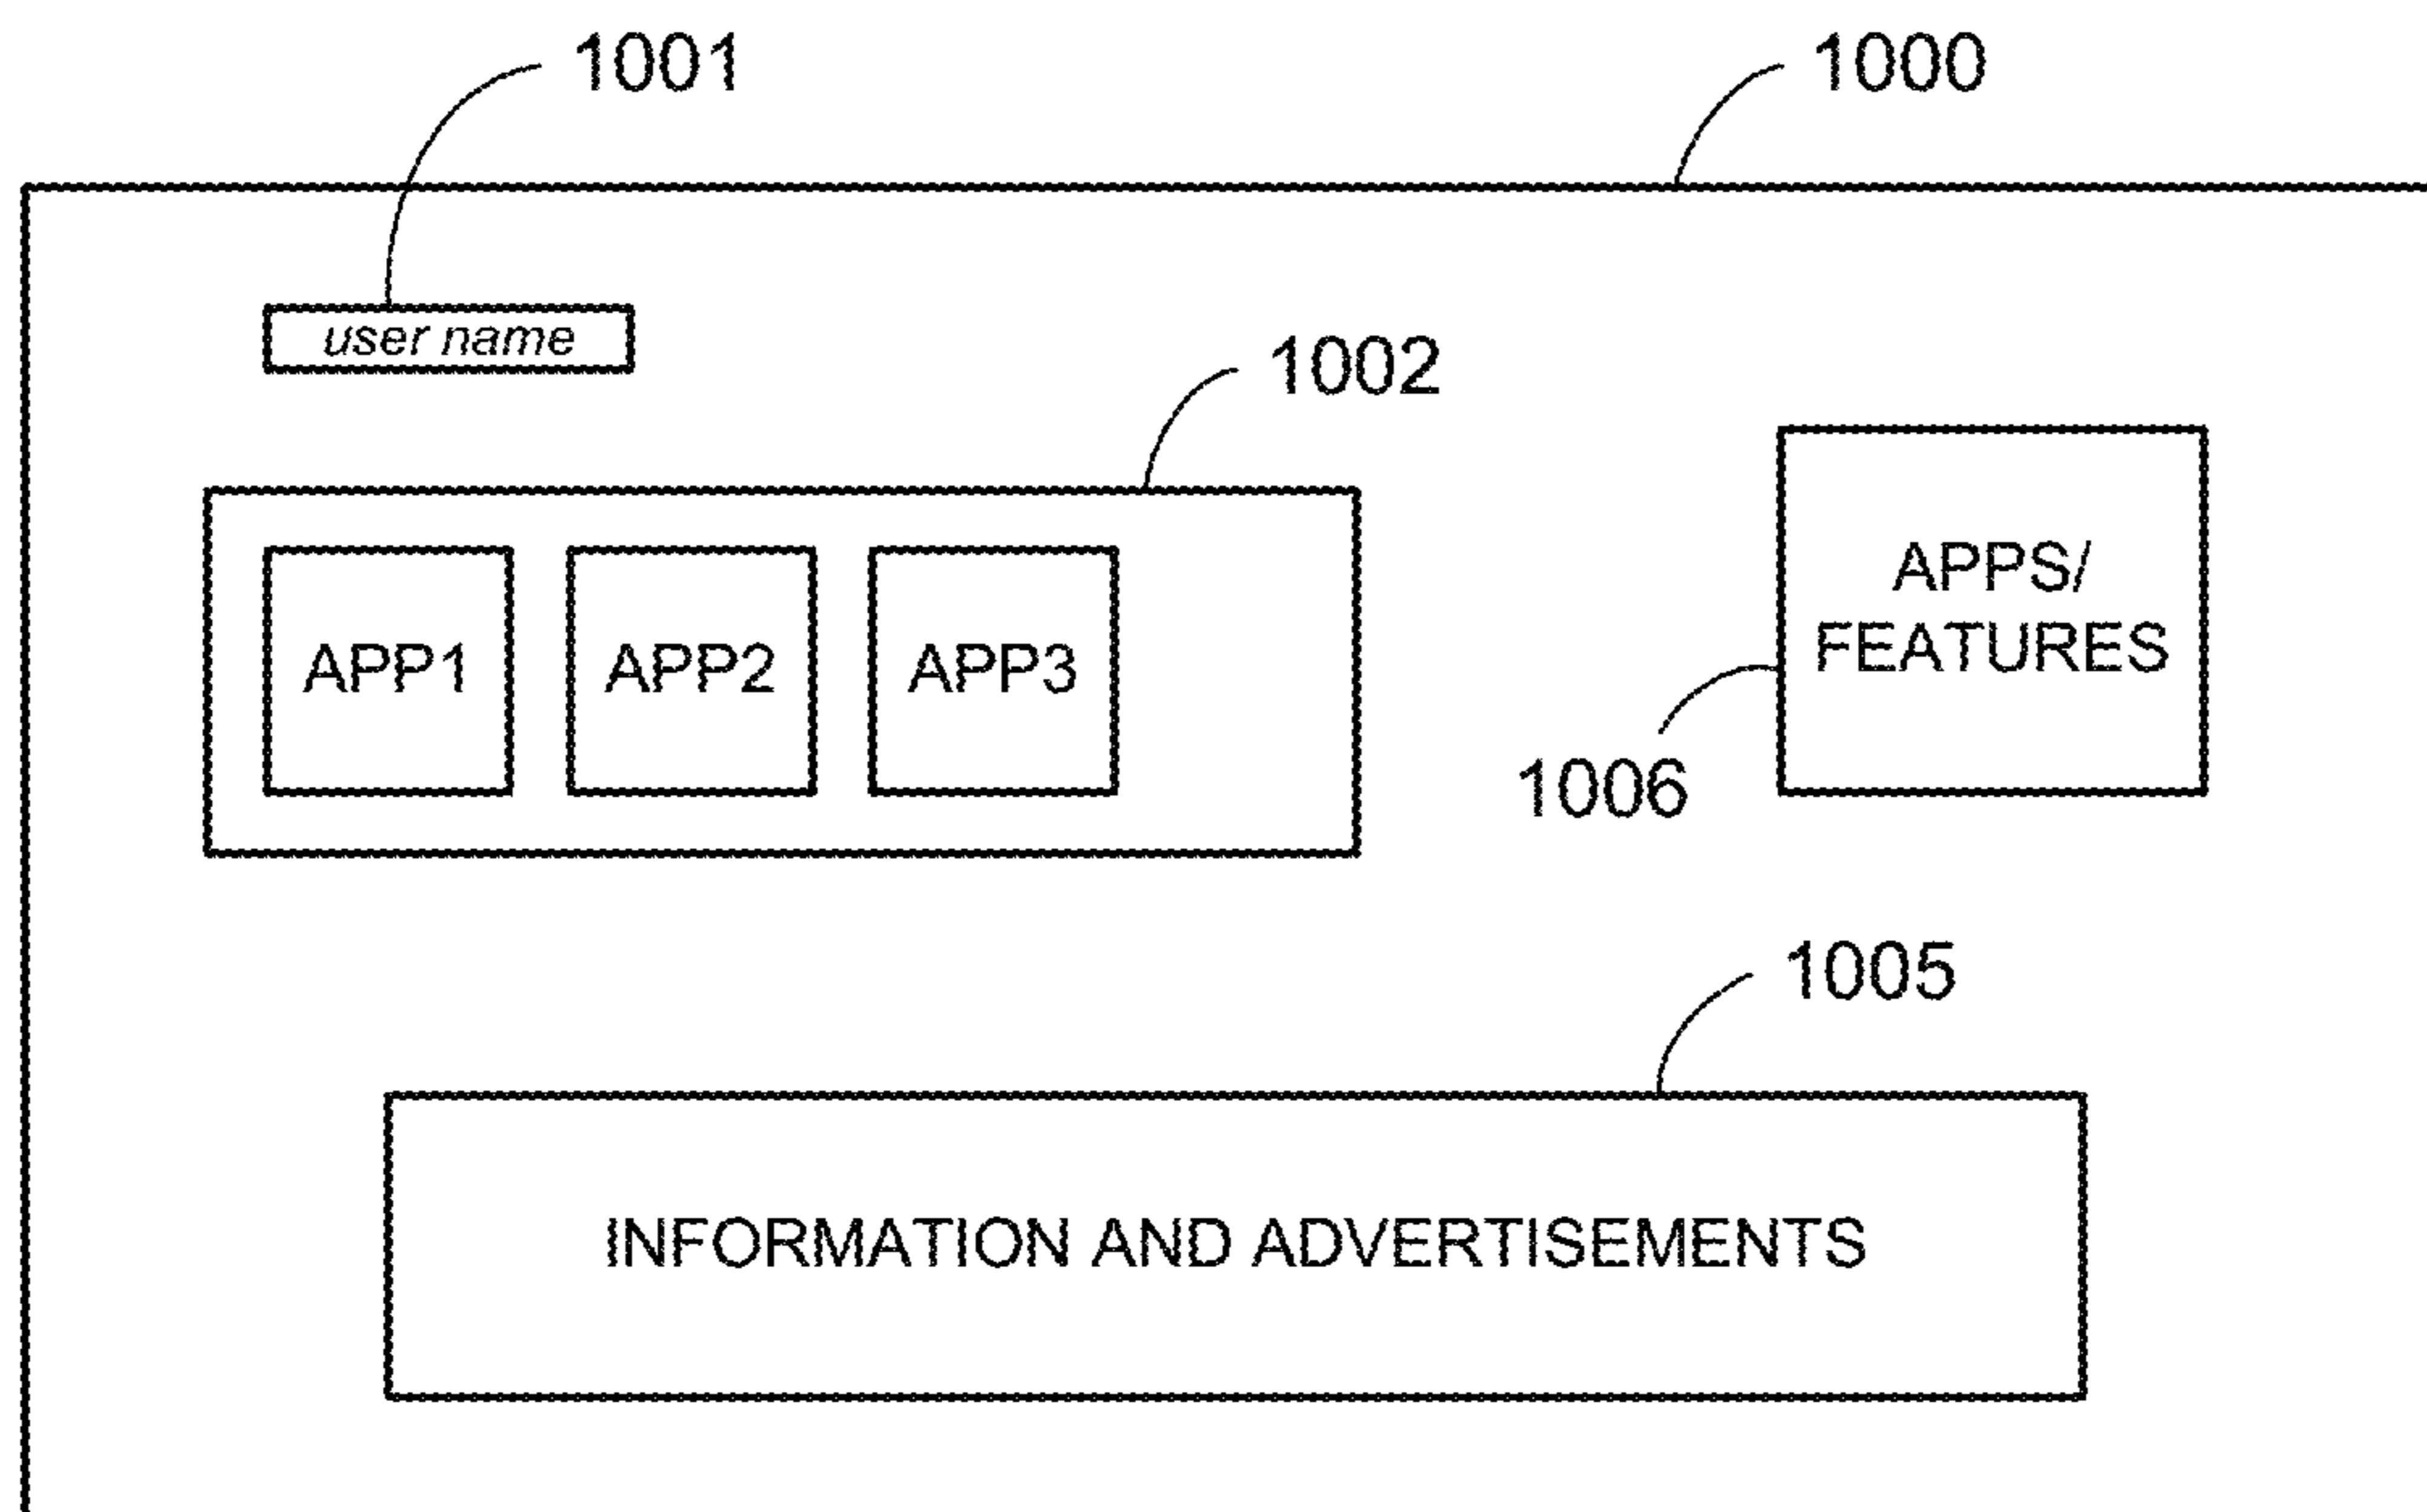 1001
1000
user name
1002
APPS/
FEATURES
APP1
APP2
APP3
1006
1005
INFORMATION AND ADVERTISEMENTS